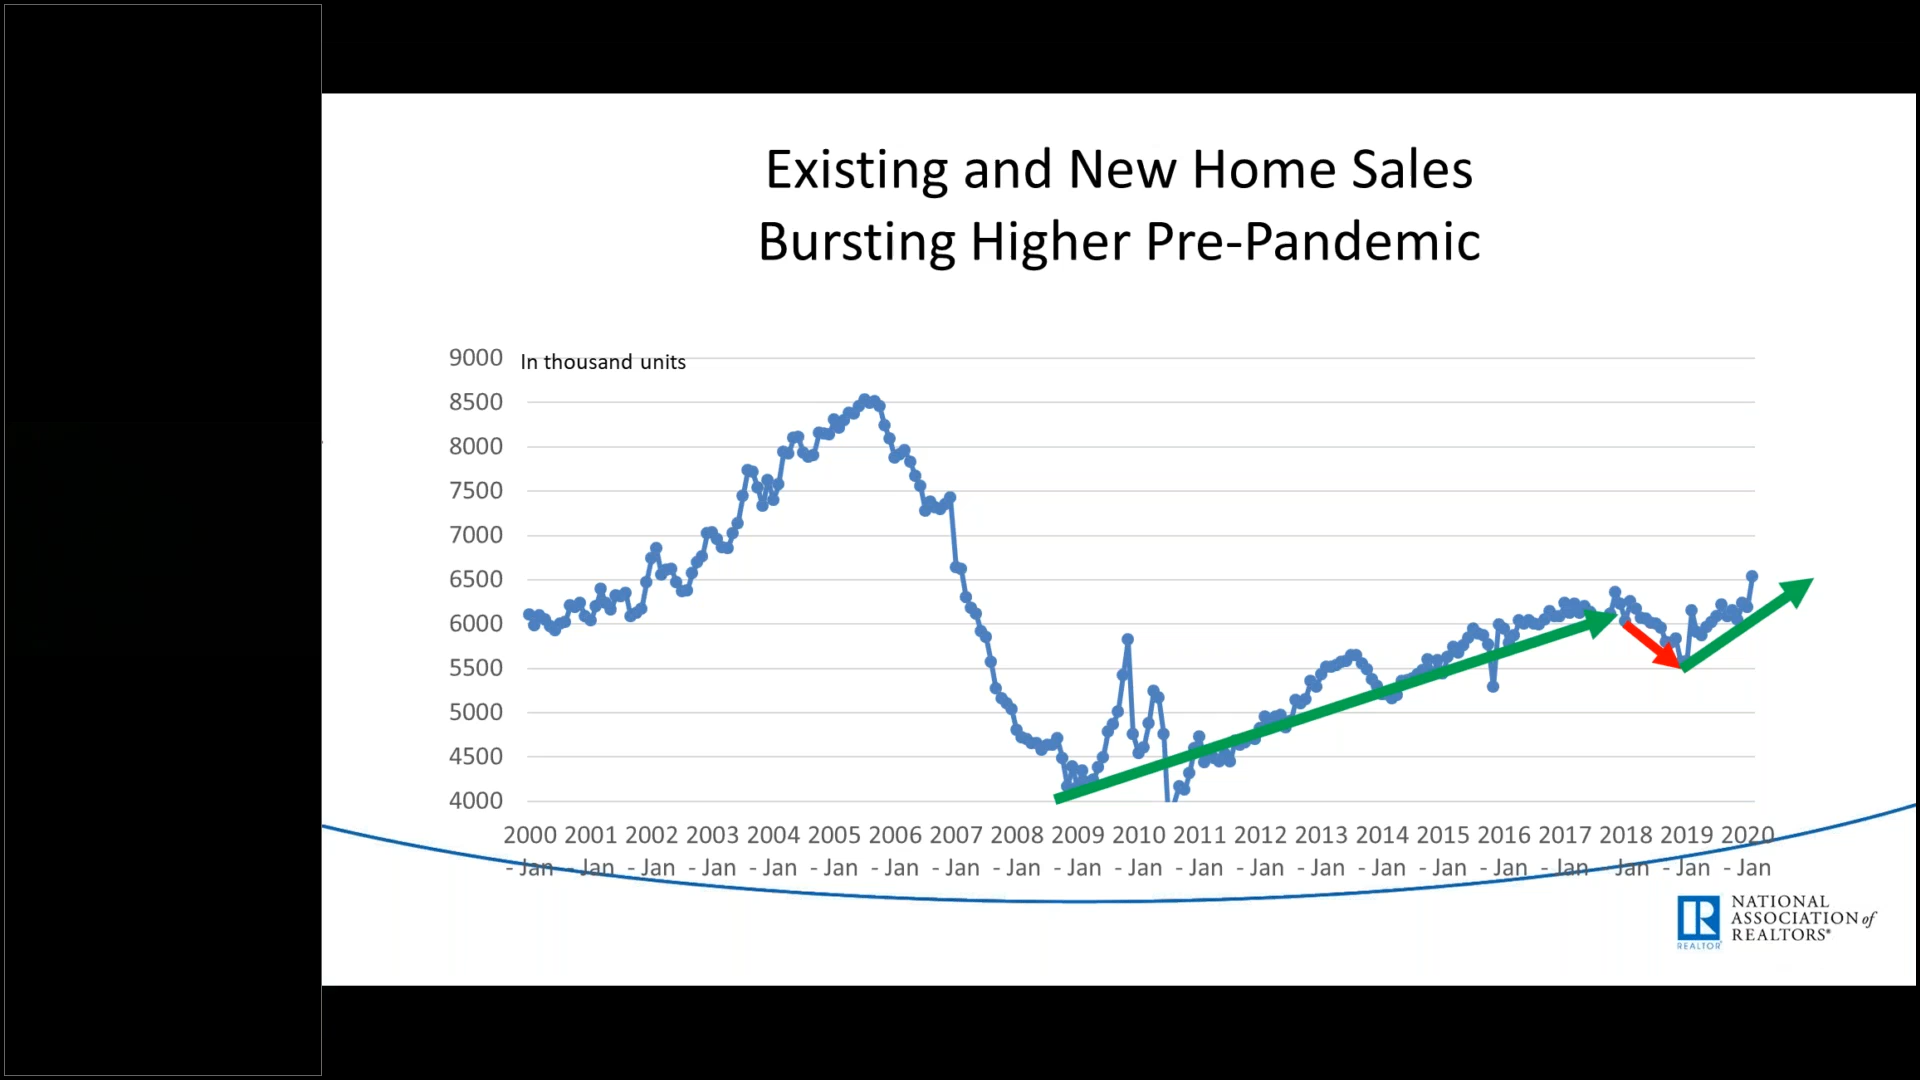 Existing and New Home Sales
Bursting Higher Pre-Pandemic
In thousand units
9000
8500
8000
7500
7000
6500
6000
5500
5000
4500
4000
2000 2001 2002 2003 2004 2005 2006 2007 2008 2009 2010 2011 2012 2013 2014 2015 2016 2017 2018 2019 2020
- Jan - Jan - Jan - Jan - Jan - Jan - Jan - Jan - Jan - Jan - Jan - Jan - Jan - Jan - Jan - Jan - Jan - Jan - Jan - Jan - Jan
NATIONAL
ASSOCIATION of
REALTORS®
REALTOR